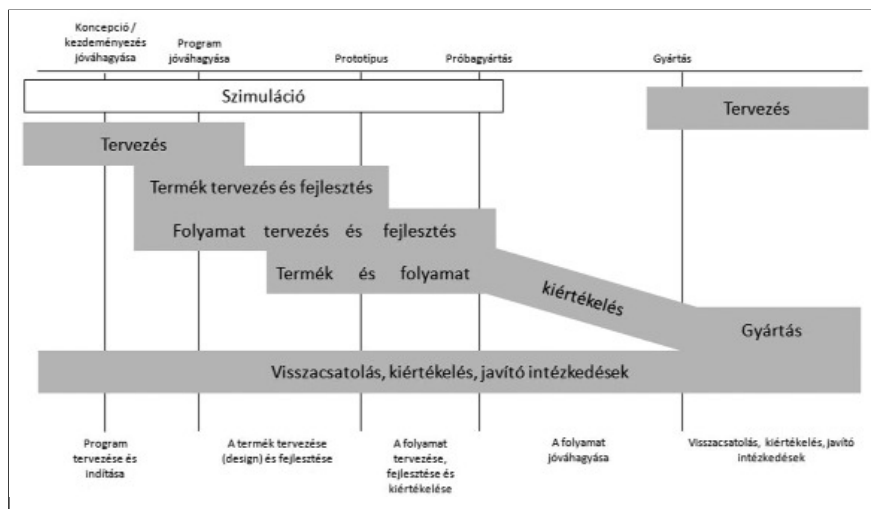 Koncepció /
kezdeményezés
jóváhagyása
Program
jóváhagyása
Prototípus
Próbagyártás
Gyártás
Szimuláció
Tervezés
Tervezés
Termék tervezés és fejlesztés
Folyamat tervezés és fejlesztés
Termék és folyamat
kiértékelés
Gyártás
Visszacsatolás, kiértékelés, javító intézkedések
Program
tervezése és
indítása
A termék tervezése
(design) és fejlesztése
A folyamat
tervezése,
fejlesztése és
kiértékelése
A folyamat
jóváhagyása
Visszacsatolás, kiértékelés, javító
intézkedések